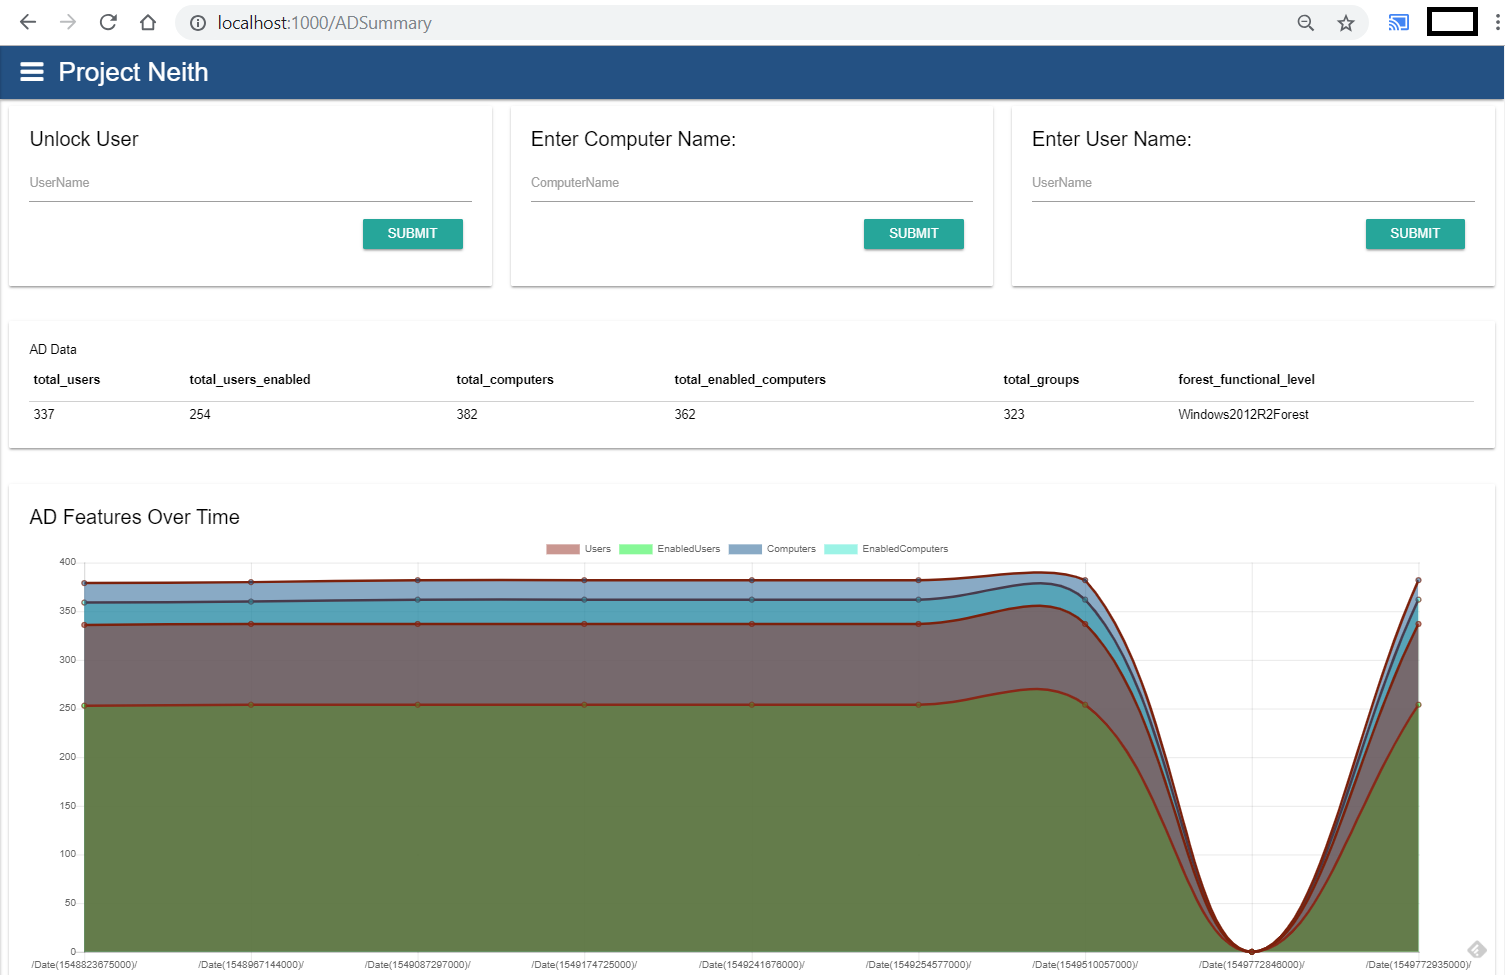 localhost:1000/ADSummary
Project Neith
Unlock User
UserName
SUBMIT
Enter Computer Name:
ComputerName
SUBMIT
Enter User Name:
UserName
SUBMIT
AD Data
total_users total_users_enabled total_computers total_enabled_computers total_groups forest_functional_level
337 254 382 362 323 Windows2012R2Forest
AD Features Over Time
Users EnabledUsers Computers EnabledComputers
400
350
300
250
200
150
100
50
0
/Date(1548823675000)/ /Date(1548967144000)/ /Date(1549087297000)/ /Date(1549174725000)/ /Date(1549241676000)/ /Date(1549254577000)/ /Date(1549510057000)/ /Date(1549772846000)/ /Date(1549772935000)/